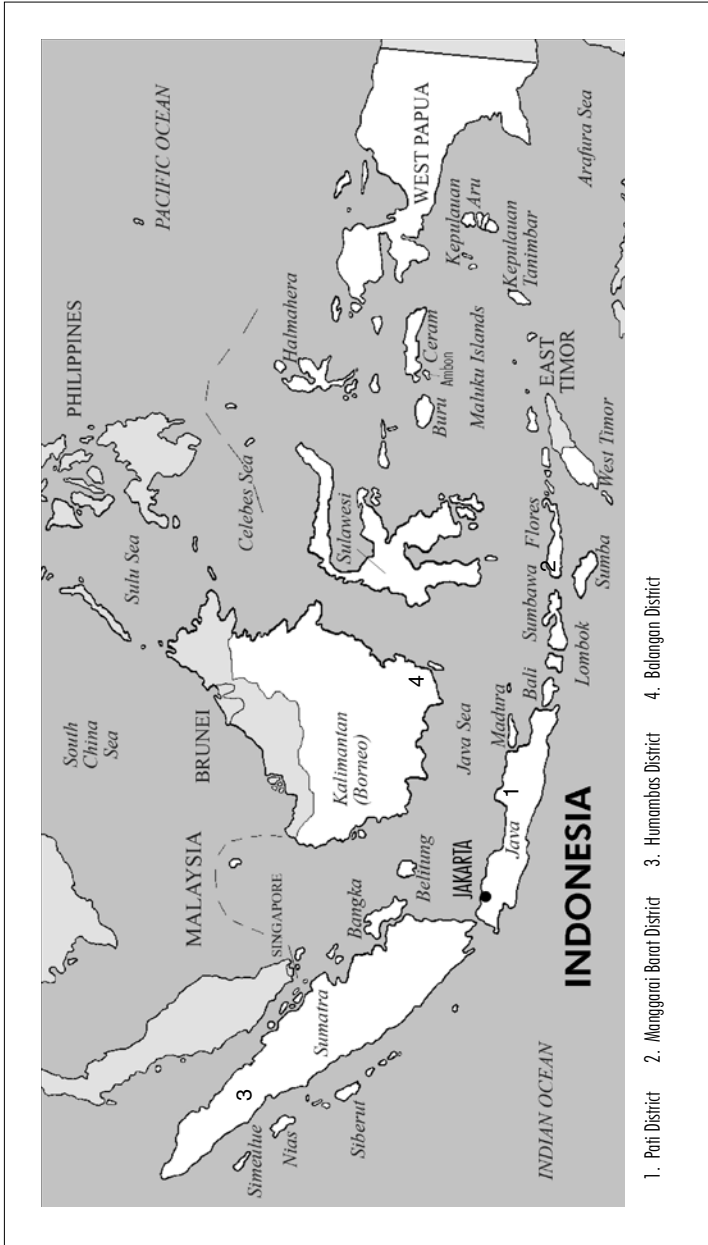 PACIFIC OCEAN
PHILIPPINES
South
China
Sea
Sulu Sea
BRUNEI
MALAYSIA
SINGAPORE
Celebes Sea
Halmahera
WEST PAPUA
Kalimantan
(Borneo)
Sulawesi
Sumatra
Simeulue
Nias
Siberut
3
Bangka
Belitung
4
Buru
Ceram
Ambon
Maluku Islands
Kepulauan
Aru
Kepulauan
Tanimbar
Arafura Sea
JAKARTA
Java Sea
Madura
Java
1
Bali
Lombok
Sumbawa
Flores
2
Sumba
EAST
TIMOR
West Timor
INDONESIA
INDIAN OCEAN
1. Pati District 2. Manggarai Barat District 3. Humambas District 4. Balangan District